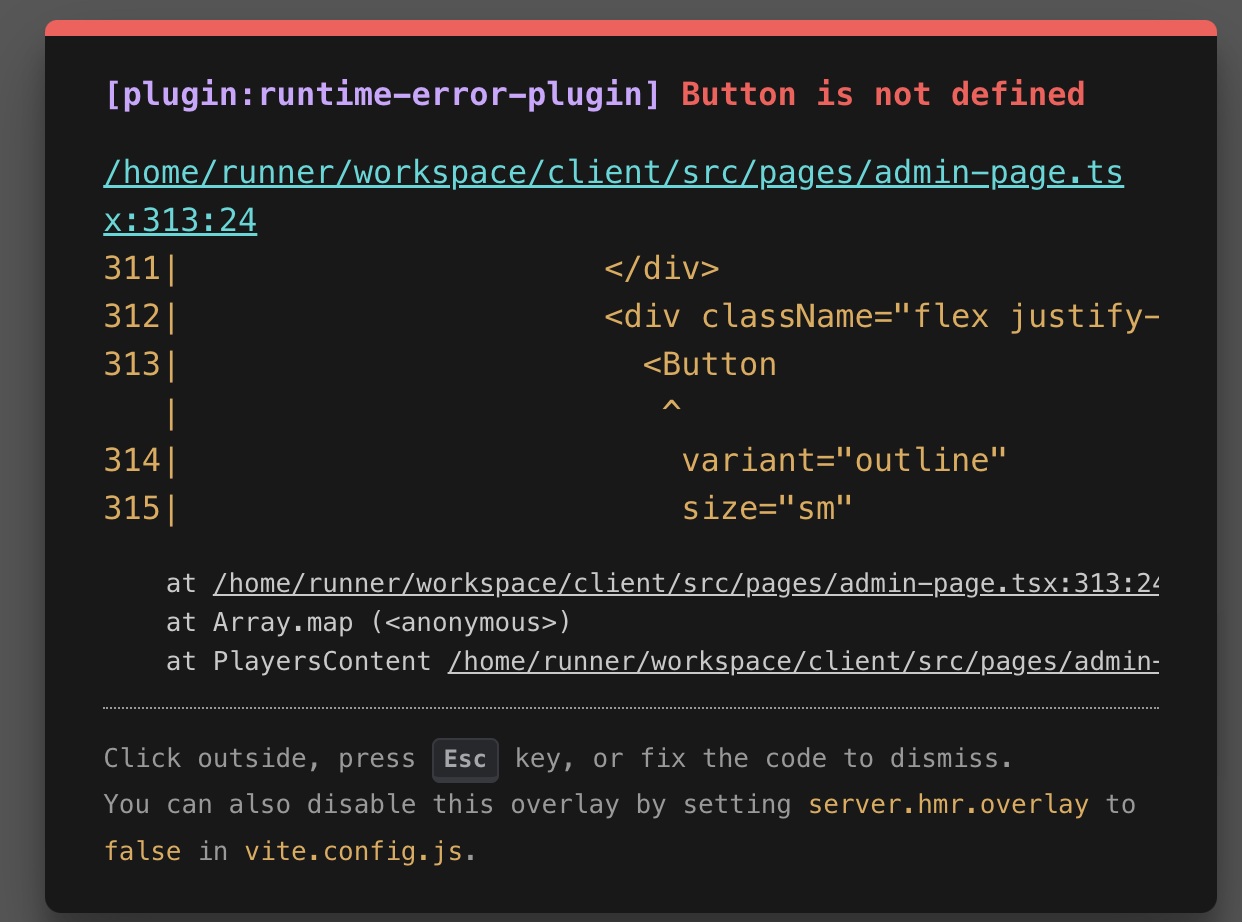 [plugin:runtime-error-plugin] Button is not defined
/home/runner/workspace/client/src/pages/admin-page.ts
x:313:24
311|                      </div>
312|                      <div className="flex justify-
313|                        <Button
   |                         ^
314|                          variant="outline"
315|                          size="sm"
    at /home/runner/workspace/client/src/pages/admin-page.tsx:313:24
    at Array.map (<anonymous>)
    at PlayersContent /home/runner/workspace/client/src/pages/admin-
Click outside, press Esc key, or fix the code to dismiss.
You can also disable this overlay by setting server.hmr.overlay to
false in vite.config.js.